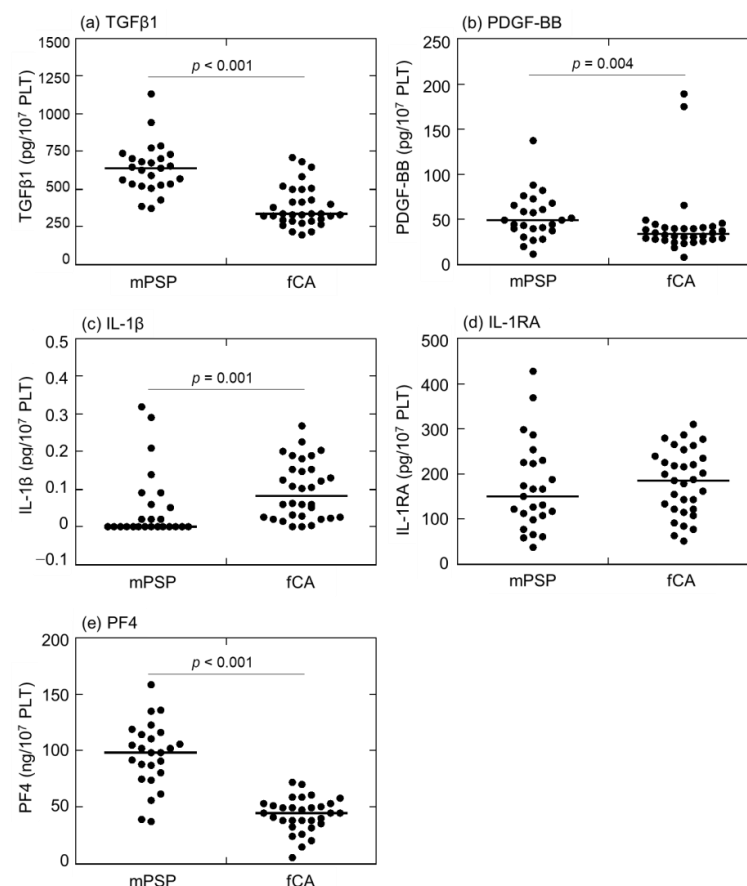 (a) TGFβ1
1500
1250
1000
750
500
250
0
TGFβ1 (pg/10⁷ PLT)
p < 0.001
mPSP
fCA
(b) PDGF-BB
250
200
150
100
50
0
PDGF-BB (pg/10⁷ PLT)
p = 0.004
mPSP
fCA
(c) IL-1β
0.5
0.4
0.3
0.2
0.1
0
−0.1
IL-1β (pg/10⁷ PLT)
p = 0.001
mPSP
fCA
(d) IL-1RA
500
400
300
200
100
0
IL-1RA (pg/10⁷ PLT)
mPSP
fCA
(e) PF4
200
150
100
50
0
PF4 (ng/10⁷ PLT)
p < 0.001
mPSP
fCA